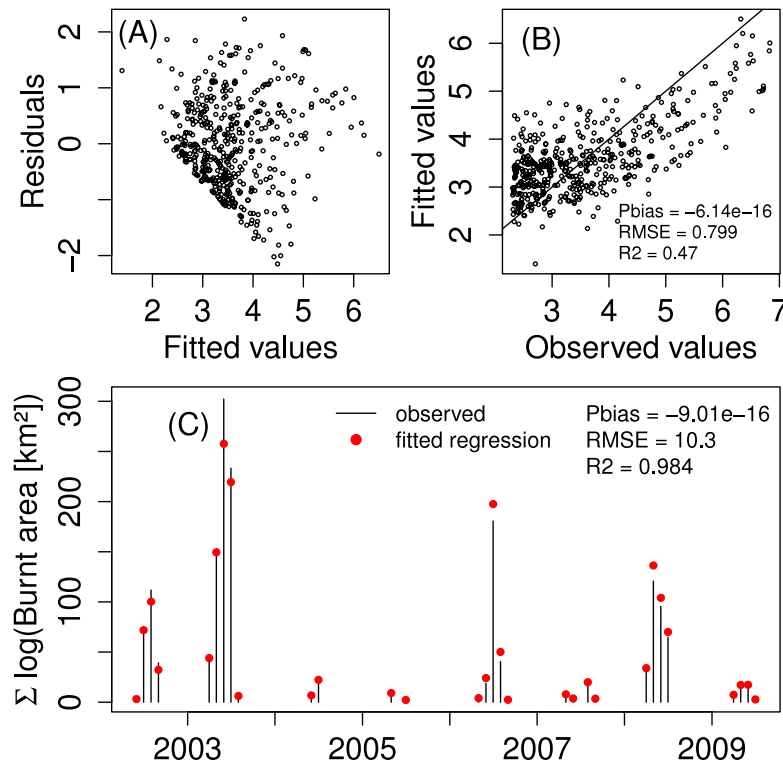 (A)
Residuals
2
1
0
−2
2
3
4
5
6
Fitted values
(B)
Fitted values
6
5
4
3
2
Pbias = −6.14e−16
RMSE = 0.799
R2 = 0.47
3
4
5
6
7
Observed values
(C)
Σ log(Burnt area [km²])
300
200
100
0
observed
fitted regression
Pbias = −9.01e−16
RMSE = 10.3
R2 = 0.984
2003
2005
2007
2009